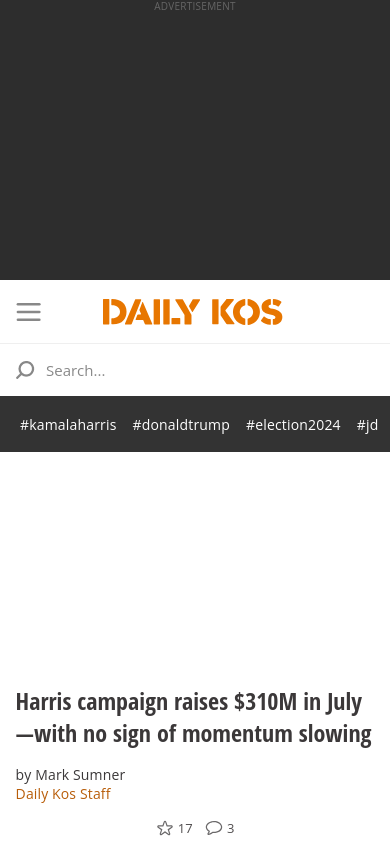 ADVERTISEMENT
DAILY KOS
Search...
#kamalaharris #donaldtrump #election2024 #jd
Harris campaign raises $310M in July
—with no sign of momentum slowing
by Mark Sumner
Daily Kos Staff
17 3